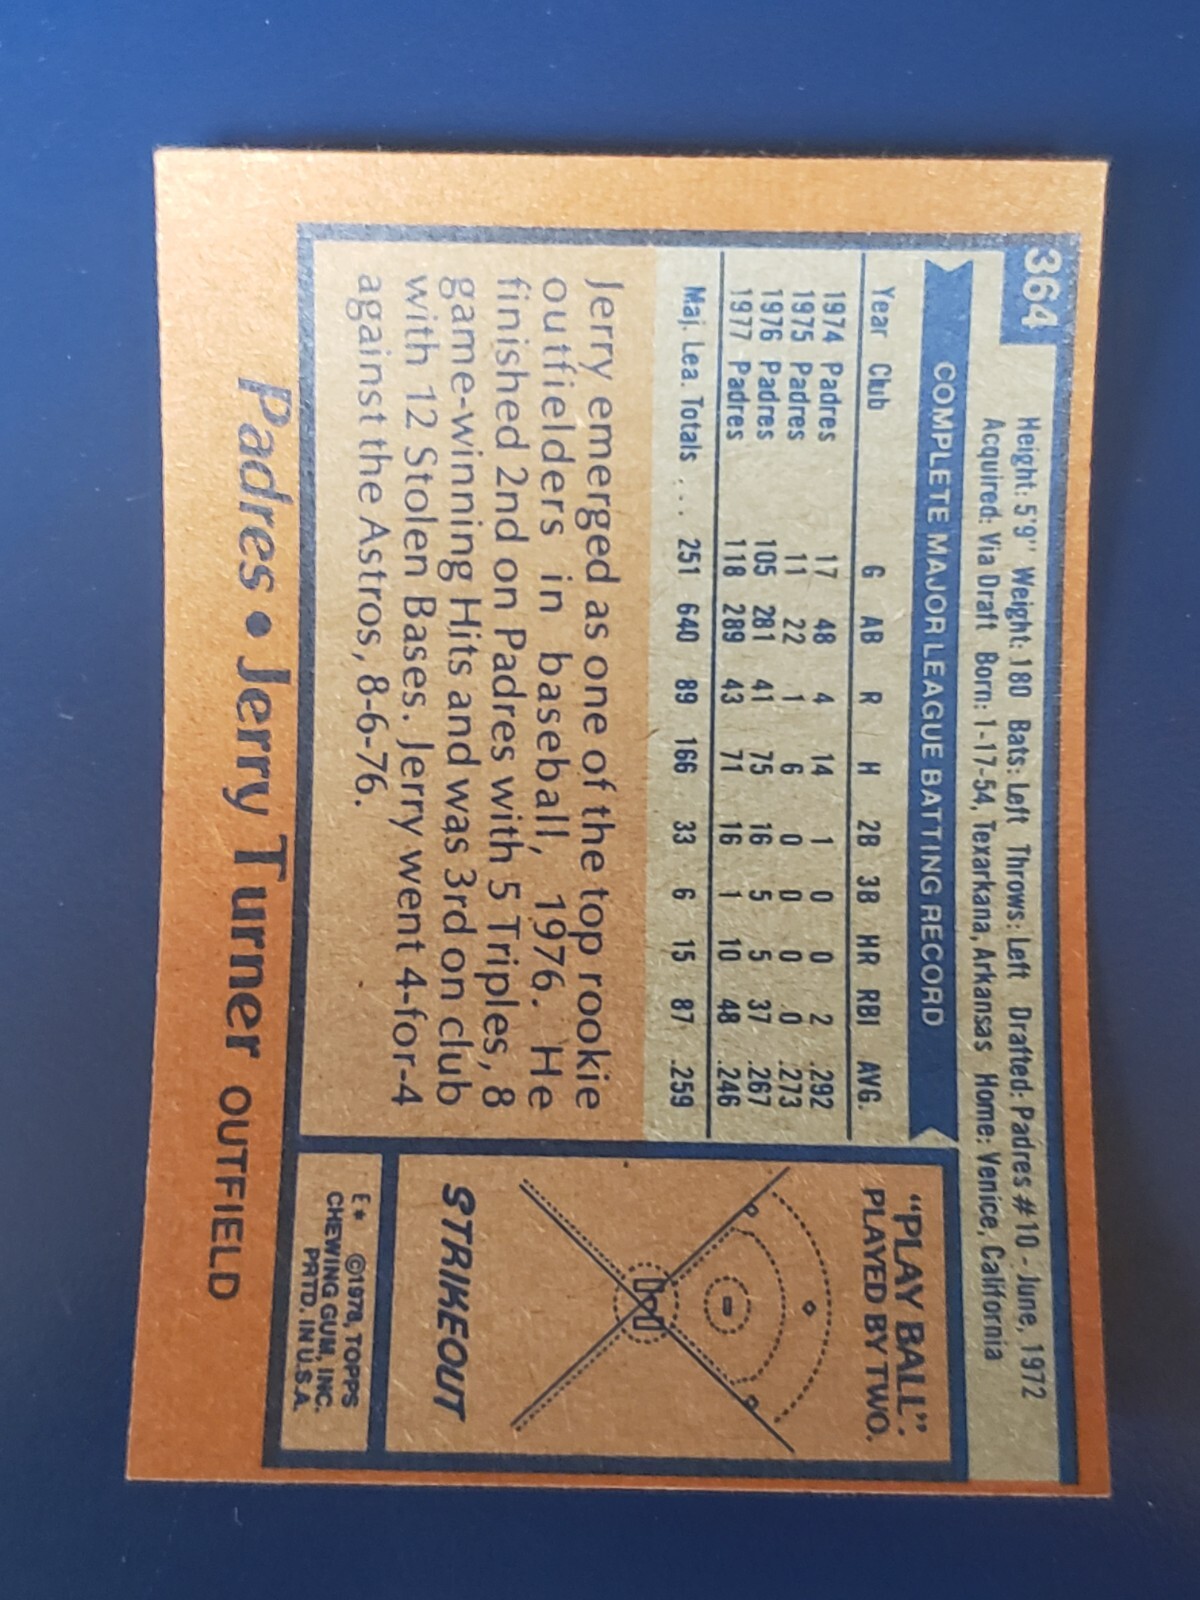 364
Height: 5'9" Weight: 180 Bats: Left Throws: Left Drafted: Padres #10 - June, 1972
Acquired: Via Draft Born: 1-17-54, Texarkana, Arkansas Home: Venice, California
COMPLETE MAJOR LEAGUE BATTING RECORD
Year Club G AB R H 2B 3B HR RBI AVG.
1974 Padres 17 48 4 14 1 0 0 2 .292
1975 Padres 11 22 1 6 0 0 0 0 .273
1976 Padres 105 281 41 75 16 5 5 37 .267
1977 Padres 118 289 43 71 16 1 10 48 .246
Maj. Lea. Totals ... 251 640 89 166 33 6 15 87 .259
Jerry emerged as one of the top rookie
outfielders in baseball, 1976. He
finished 2nd on Padres with 5 Triples, 8
game-winning Hits and was 3rd on club
with 12 Stolen Bases. Jerry went 4-for-4
against the Astros, 8-6-76.
"PLAY BALL".
PLAYED BY TWO.
STRIKEOUT
E* ©1978, TOPPS
CHEWING GUM, INC.
PRTD. IN U.S.A.
Padres • Jerry Turner OUTFIELD